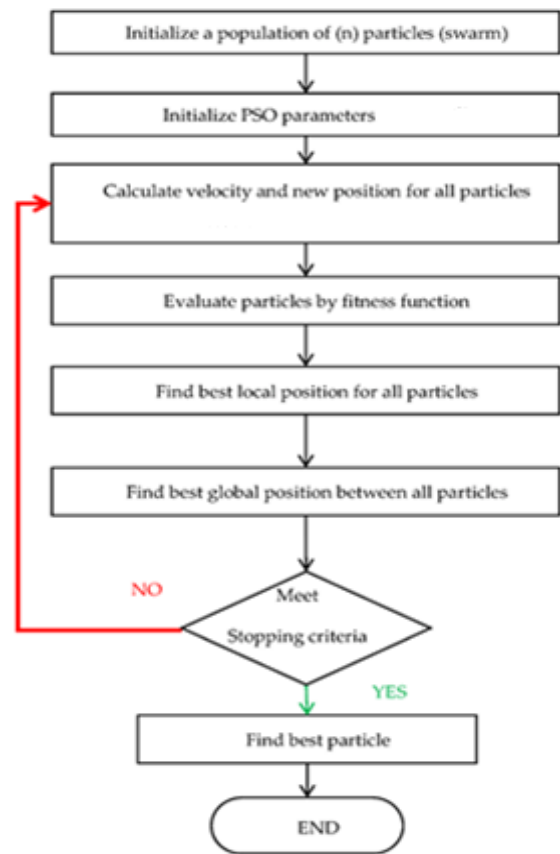 Initialize a population of (n) particles (swarm)
Initialize PSO parameters
Calculate velocity and new position for all particles
Evaluate particles by fitness function
Find best local position for all particles
Find best global position between all particles
NO
Meet
Stopping criteria
YES
Find best particle
END